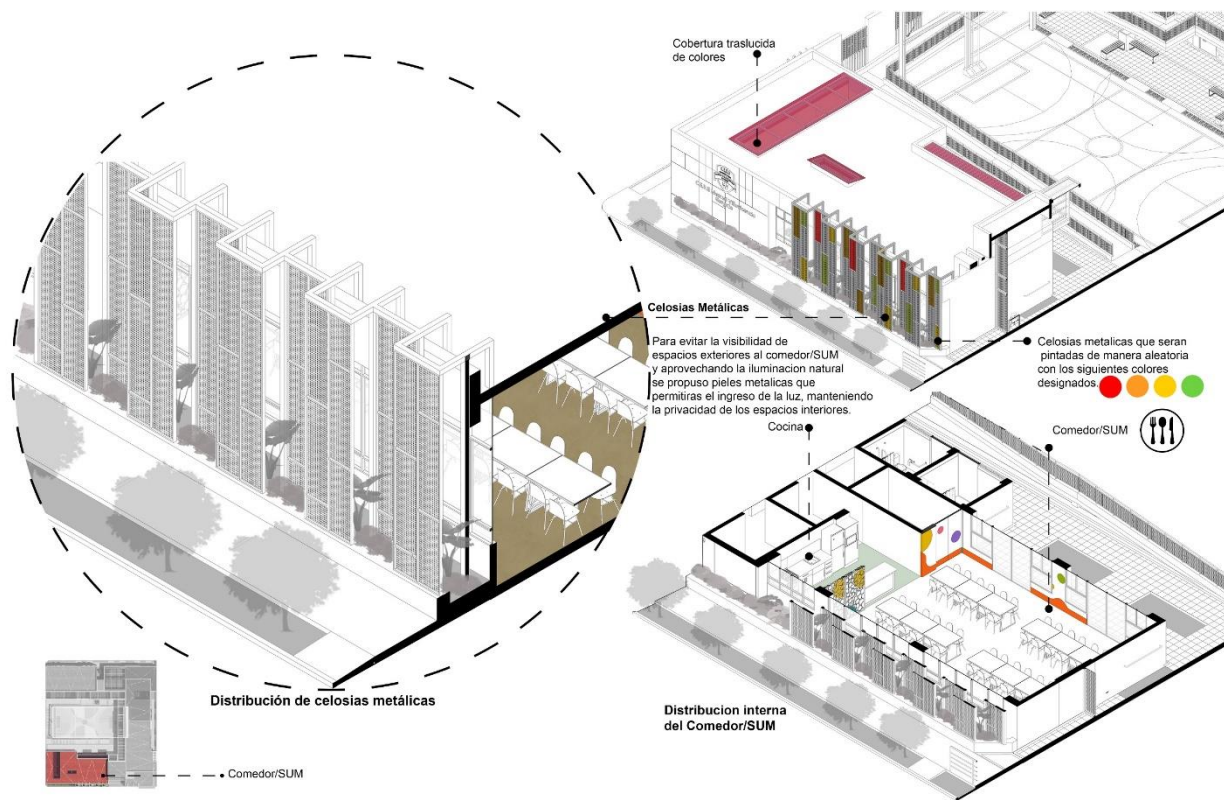 Cobertura traslucida
de colores
Celosias Metálicas
Para evitar la visibilidad de
espacios exteriores al comedor/SUM
y aprovechando la iluminacion natural
se propuso pieles metalicas que
permitiras el ingreso de la luz, manteniendo
la privacidad de los espacios interiores.
Celosias metalicas que seran
pintadas de manera aleatoria
con los siguientes colores
designados.
Cocina
Comedor/SUM
Distribución de celosias metálicas
Distribucion interna
del Comedor/SUM
Comedor/SUM